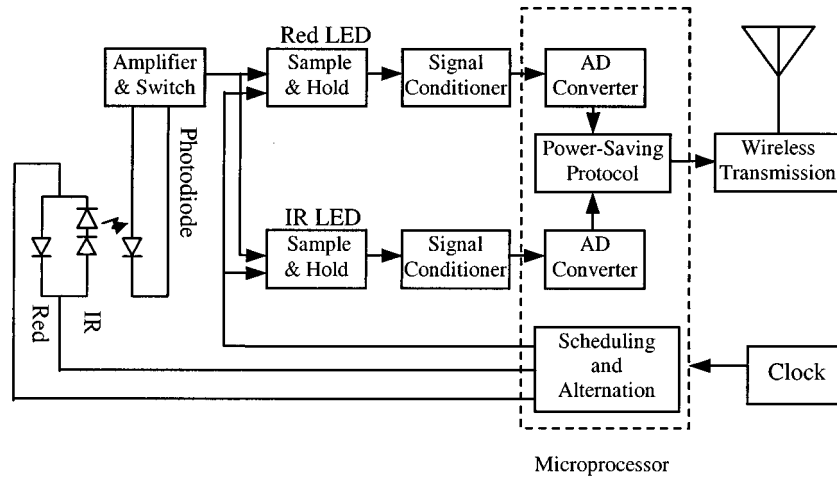 Red LED
Amplifier
& Switch
Sample
& Hold
Signal
Conditioner
AD
Converter
Photodiode
Power-Saving
Protocol
Wireless
Transmission
IR LED
Sample
& Hold
Signal
Conditioner
AD
Converter
Red
IR
Scheduling
and
Alternation
Clock
Microprocessor